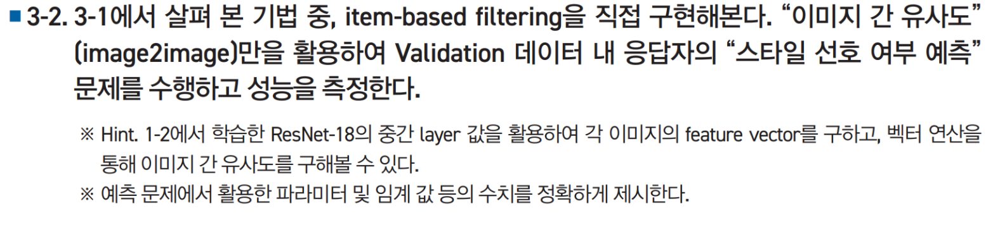 ■ 3-2. 3-1에서 살펴 본 기법 중, item-based filtering을 직접 구현해본다. “이미지 간 유사도”
(image2image)만을 활용하여 Validation 데이터 내 응답자의 “스타일 선호 여부 예측”
문제를 수행하고 성능을 측정한다.
※ Hint. 1-2에서 학습한 ResNet-18의 중간 layer 값을 활용하여 각 이미지의 feature vector를 구하고, 벡터 연산을
통해 이미지 간 유사도를 구해볼 수 있다.
※ 예측 문제에서 활용한 파라미터 및 임계 값 등의 수치를 정확하게 제시한다.